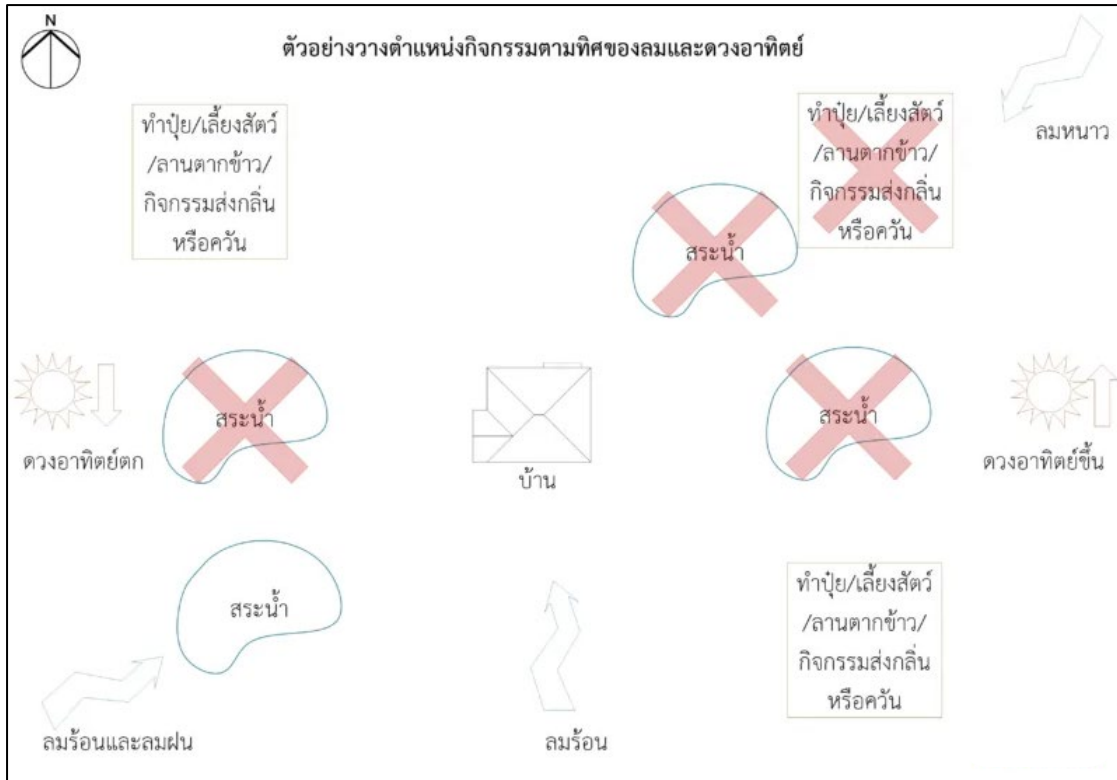 N
ตัวอย่างวางตำแหน่งกิจกรรมตามทิศของลมและดวงอาทิตย์
ลมหนาว
ทำปุ๋ย/เลี้ยงสัตว์
/ลานตากข้าว/
กิจกรรมส่งกลิ่น
หรือควัน
ทำปุ๋ย/เลี้ยงสัตว์
/ลานตากข้าว/
กิจกรรมส่งกลิ่น
หรือควัน
สระน้ำ
ดวงอาทิตย์ตก
สระน้ำ
บ้าน
สระน้ำ
ดวงอาทิตย์ขึ้น
สระน้ำ
ทำปุ๋ย/เลี้ยงสัตว์
/ลานตากข้าว/
กิจกรรมส่งกลิ่น
หรือควัน
ลมร้อนและลมฝน
ลมร้อน